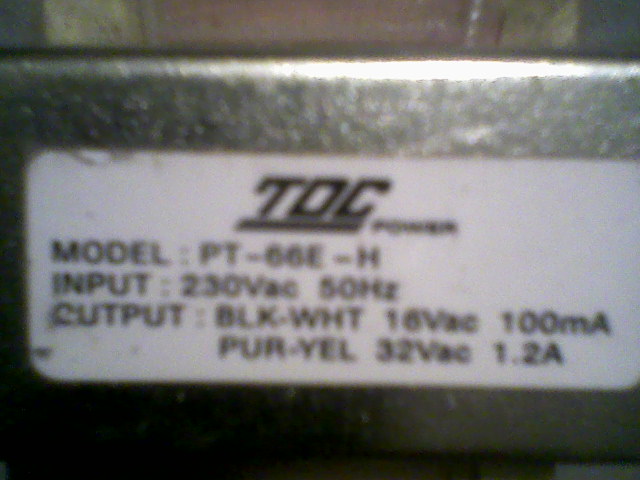 TDC
POWER
MODEL : PT-66E-H
INPUT : 230Vac 50Hz
OUTPUT : BLK-WHT 16Vac 100mA
PUR-YEL 32Vac 1.2A